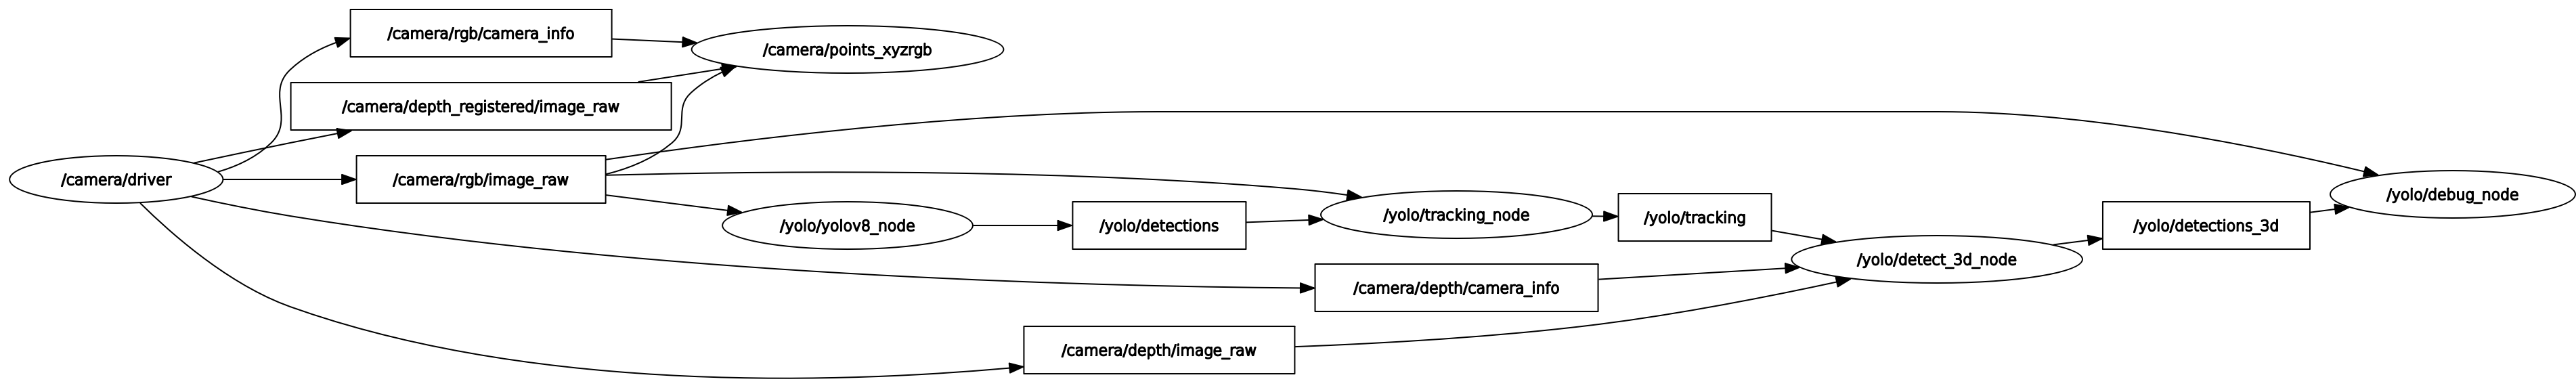 /camera/rgb/camera_info
/camera/points_xyzrgb
/camera/depth_registered/image_raw
/camera/driver
/camera/rgb/image_raw
/yolo/debug_node
/yolo/tracking_node
/yolo/tracking
/yolo/yolov8_node
/yolo/detections
/yolo/detections_3d
/yolo/detect_3d_node
/camera/depth/camera_info
/camera/depth/image_raw